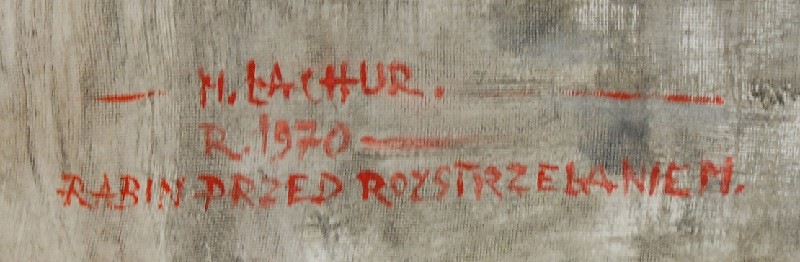 M. LACHUR.
R. 1970
RABIN PRZED ROZSTRZELANIEM.